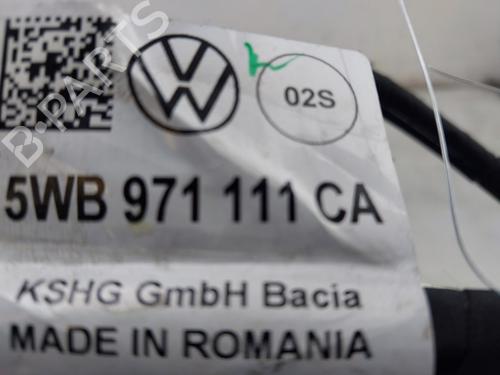 02S
B-PARTS
5WB 971 111 CA
KSHG GmbH Bacia
MADE IN ROMANIA